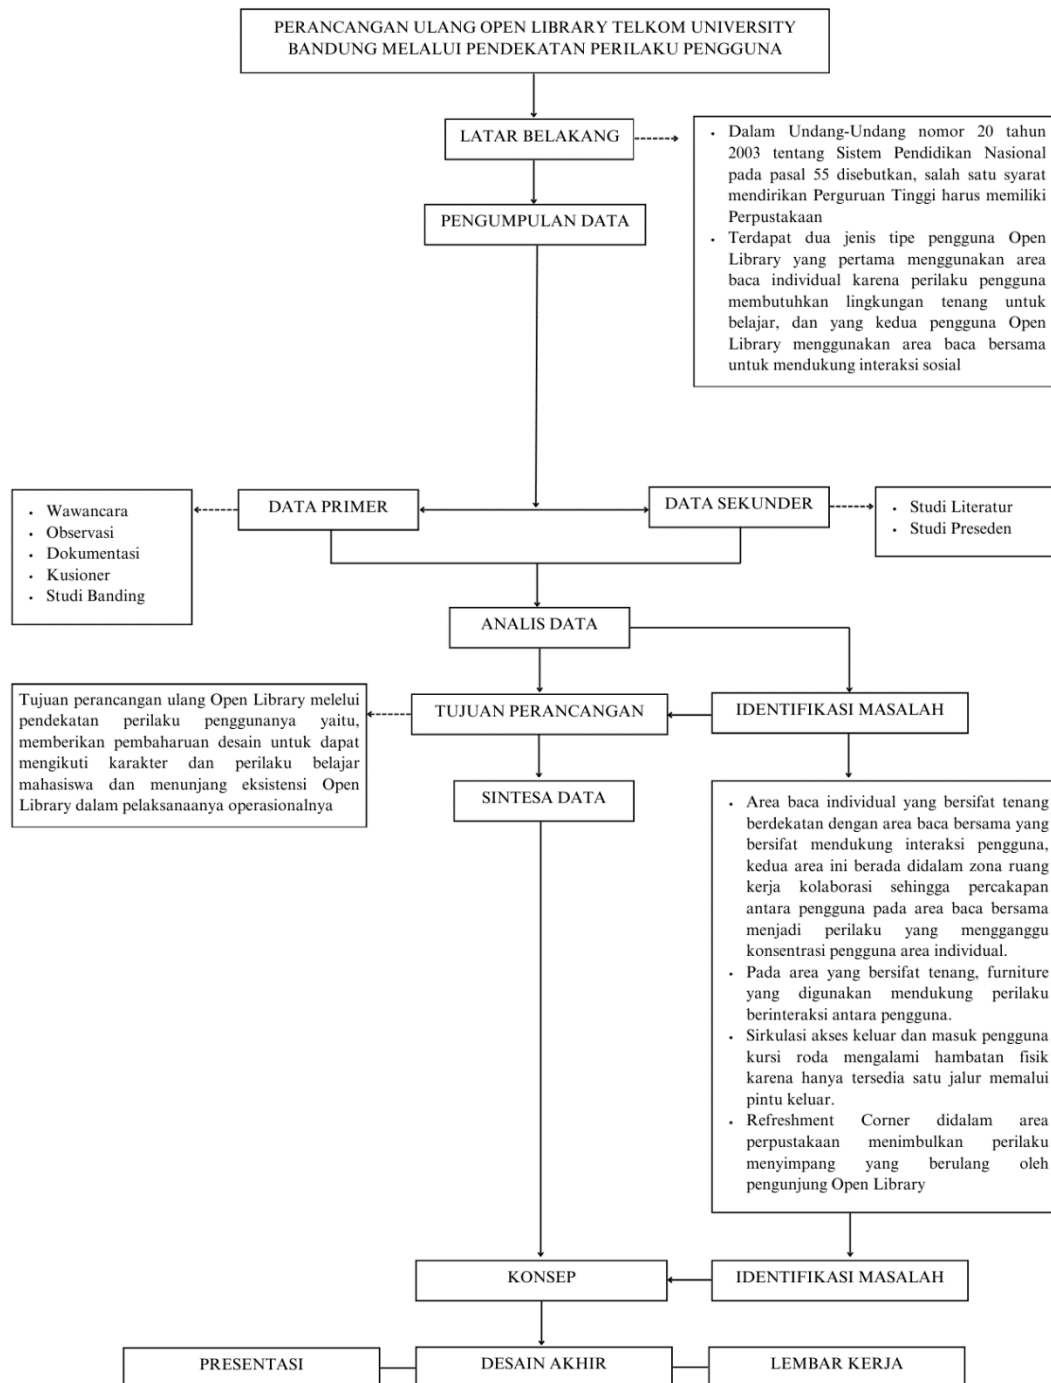 PERANCANGAN ULANG OPEN LIBRARY TELKOM UNIVERSITY
BANDUNG MELALUI PENDEKATAN PERILAKU PENGGUNA
LATAR BELAKANG
• Dalam Undang-Undang nomor 20 tahun
2003 tentang Sistem Pendidikan Nasional
pada pasal 55 disebutkan, salah satu syarat
mendirikan Perguruan Tinggi harus memiliki
Perpustakaan
• Terdapat dua jenis tipe pengguna Open
Library yang pertama menggunakan area
baca individual karena perilaku pengguna
membutuhkan lingkungan tenang untuk
belajar, dan yang kedua pengguna Open
Library menggunakan area baca bersama
untuk mendukung interaksi sosial
PENGUMPULAN DATA
• Wawancara
• Observasi
• Dokumentasi
• Kusioner
• Studi Banding
DATA PRIMER
DATA SEKUNDER
• Studi Literatur
• Studi Preseden
ANALIS DATA
Tujuan perancangan ulang Open Library melelui
pendekatan perilaku penggunanya yaitu,
memberikan pembaharuan desain untuk dapat
mengikuti karakter dan perilaku belajar
mahasiswa dan menunjang eksistensi Open
Library dalam pelaksanaanya operasionalnya
TUJUAN PERANCANGAN
IDENTIFIKASI MASALAH
SINTESA DATA
• Area baca individual yang bersifat tenang
berdekatan dengan area baca bersama yang
bersifat mendukung interaksi pengguna,
kedua area ini berada didalam zona ruang
kerja kolaborasi sehingga percakapan
antara pengguna pada area baca bersama
menjadi perilaku yang mengganggu
konsentrasi pengguna area individual.
• Pada area yang bersifat tenang, furniture
yang digunakan mendukung perilaku
berinteraksi antara pengguna.
• Sirkulasi akses keluar dan masuk pengguna
kursi roda mengalami hambatan fisik
karena hanya tersedia satu jalur memalui
pintu keluar.
• Refreshment Corner didalam area
perpustakaan menimbulkan perilaku
menyimpang yang berulang oleh
pengunjung Open Library
KONSEP
IDENTIFIKASI MASALAH
PRESENTASI
DESAIN AKHIR
LEMBAR KERJA